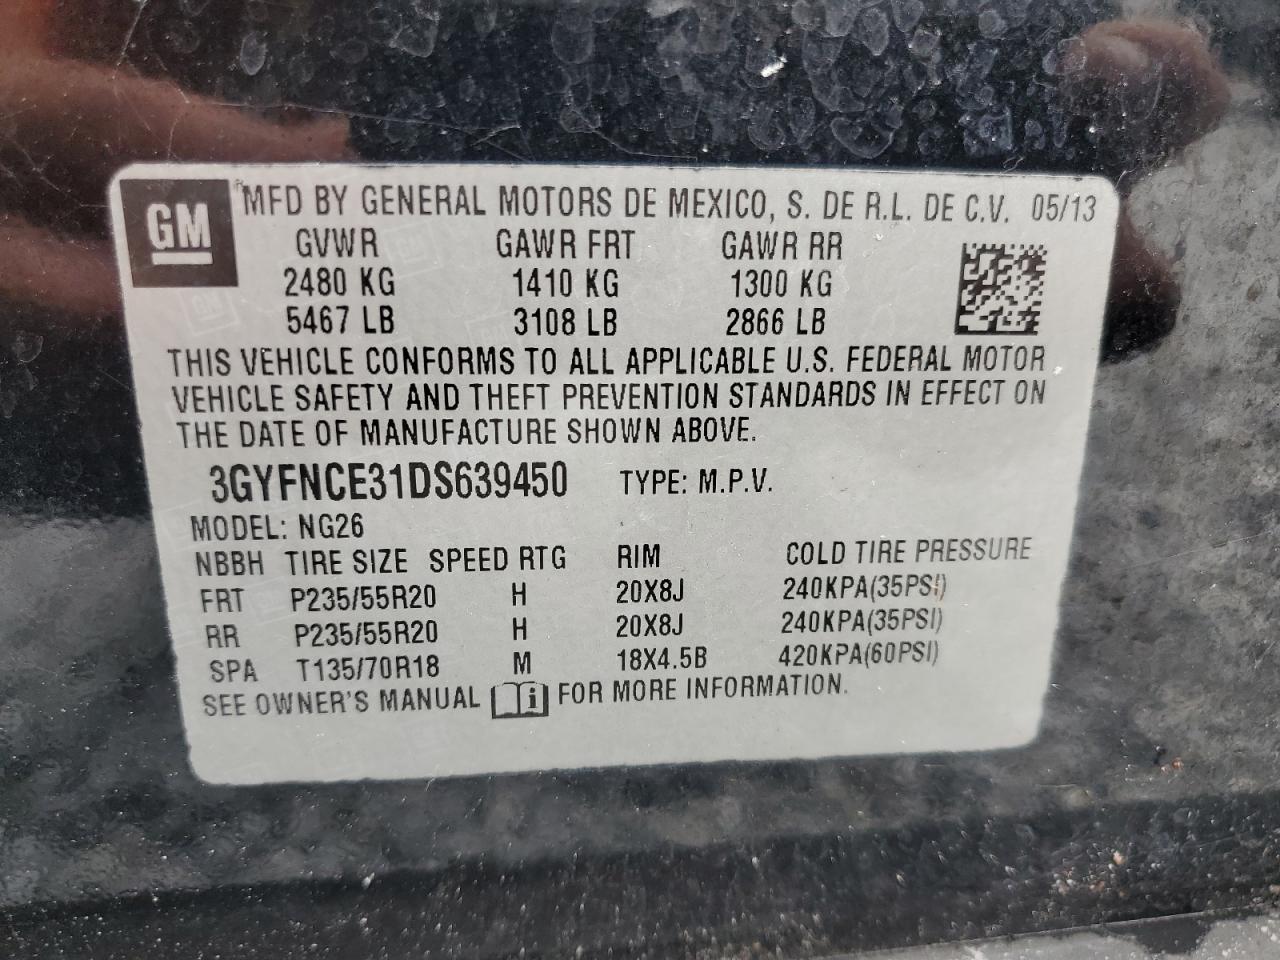 GM MFD BY GENERAL MOTORS DE MEXICO, S. DE R.L. DE C.V. 05/13
GVWR GAWR FRT GAWR RR
2480 KG 1410 KG 1300 KG
5467 LB 3108 LB 2866 LB
THIS VEHICLE CONFORMS TO ALL APPLICABLE U.S. FEDERAL MOTOR
VEHICLE SAFETY AND THEFT PREVENTION STANDARDS IN EFFECT ON
THE DATE OF MANUFACTURE SHOWN ABOVE.
3GYFNCE31DS639450 TYPE: M.P.V.
MODEL: NG26
NBBH TIRE SIZE SPEED RTG RIM COLD TIRE PRESSURE
FRT P235/55R20 H 20X8J 240KPA(35PSI)
RR P235/55R20 H 20X8J 240KPA(35PSI)
SPA T135/70R18 M 18X4.5B 420KPA(60PSI)
SEE OWNER'S MANUAL i FOR MORE INFORMATION.